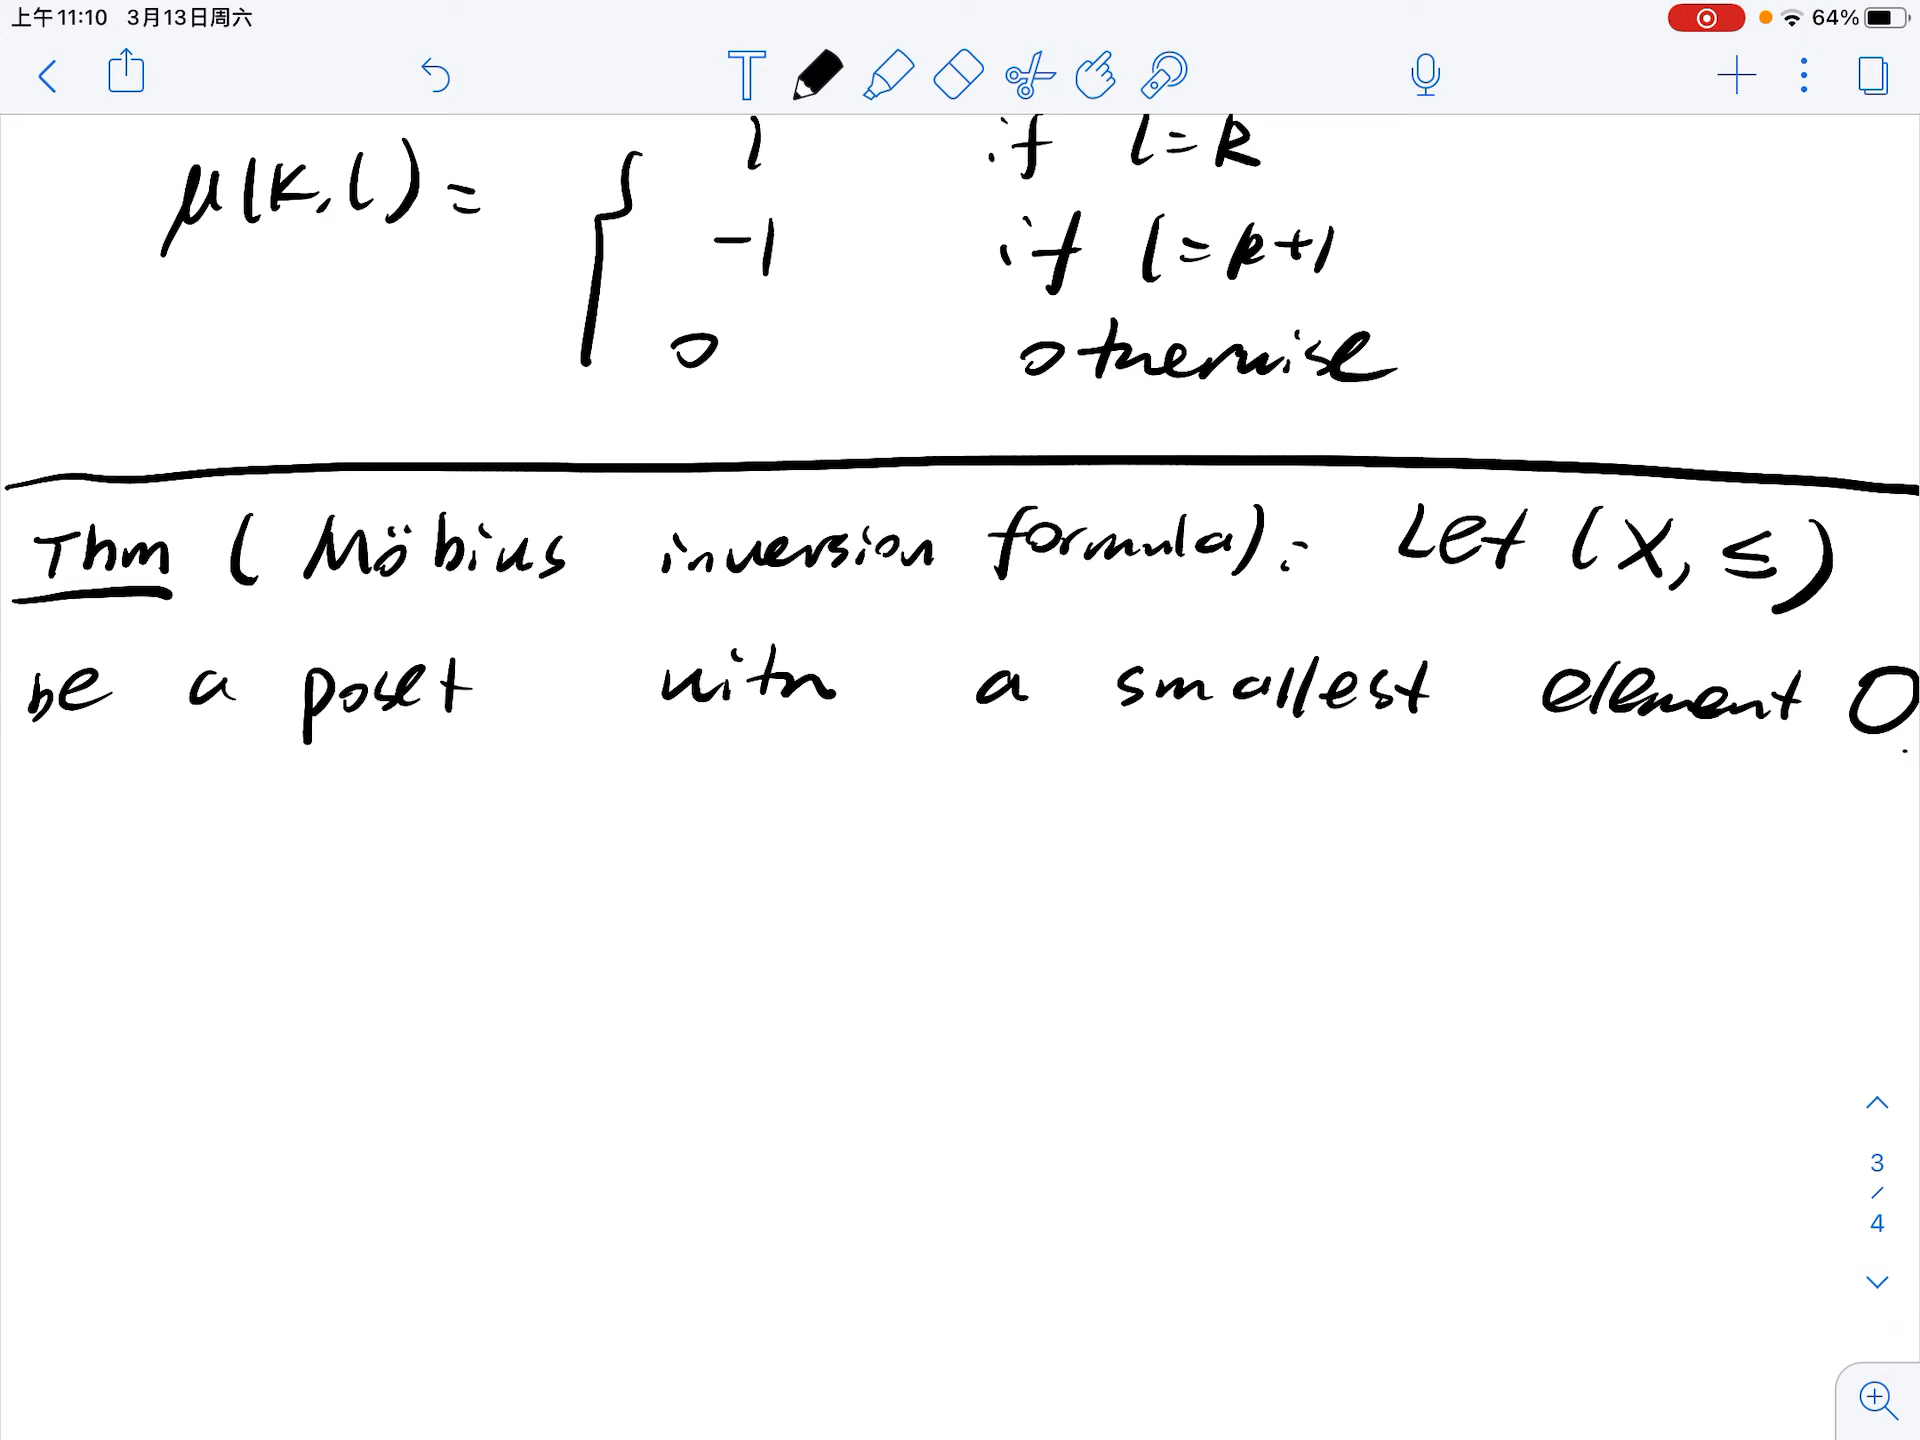 上午11:10 3月13日周六 64%
T
μ(k,l) = { 1 if l=k
-1 if l=k+1
0 otherwise
Thm (Möbius inversion formula): Let (X, ≤)
be a poset with a smallest element 0.
3
/
4